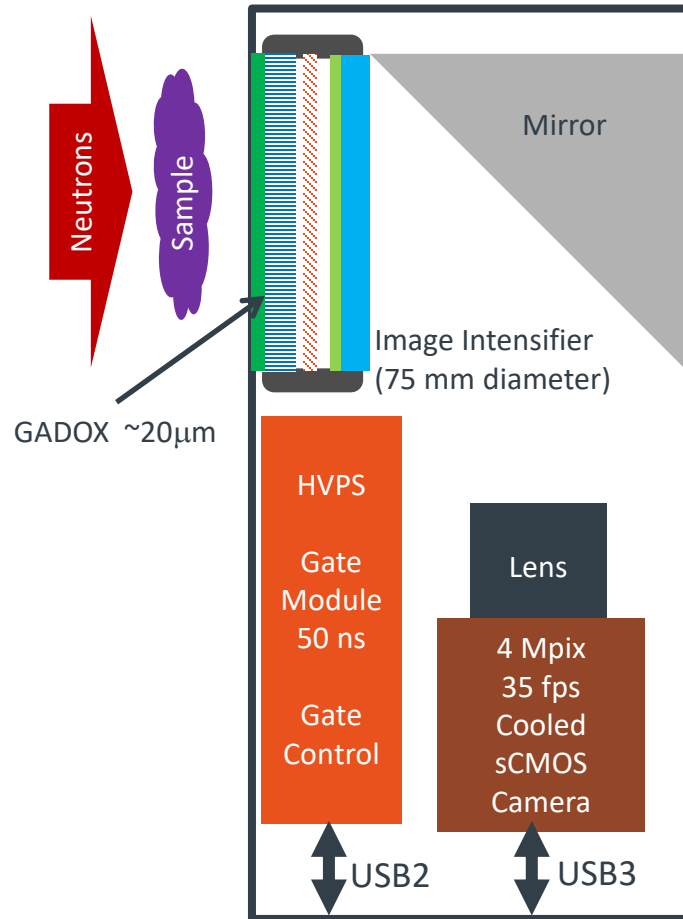 Neutrons
Sample
Mirror
Image Intensifier
(75 mm diameter)
GADOX ~20μm
HVPS
Gate
Module
50 ns
Gate
Control
Lens
4 Mpix
35 fps
Cooled
sCMOS
Camera
USB2
USB3